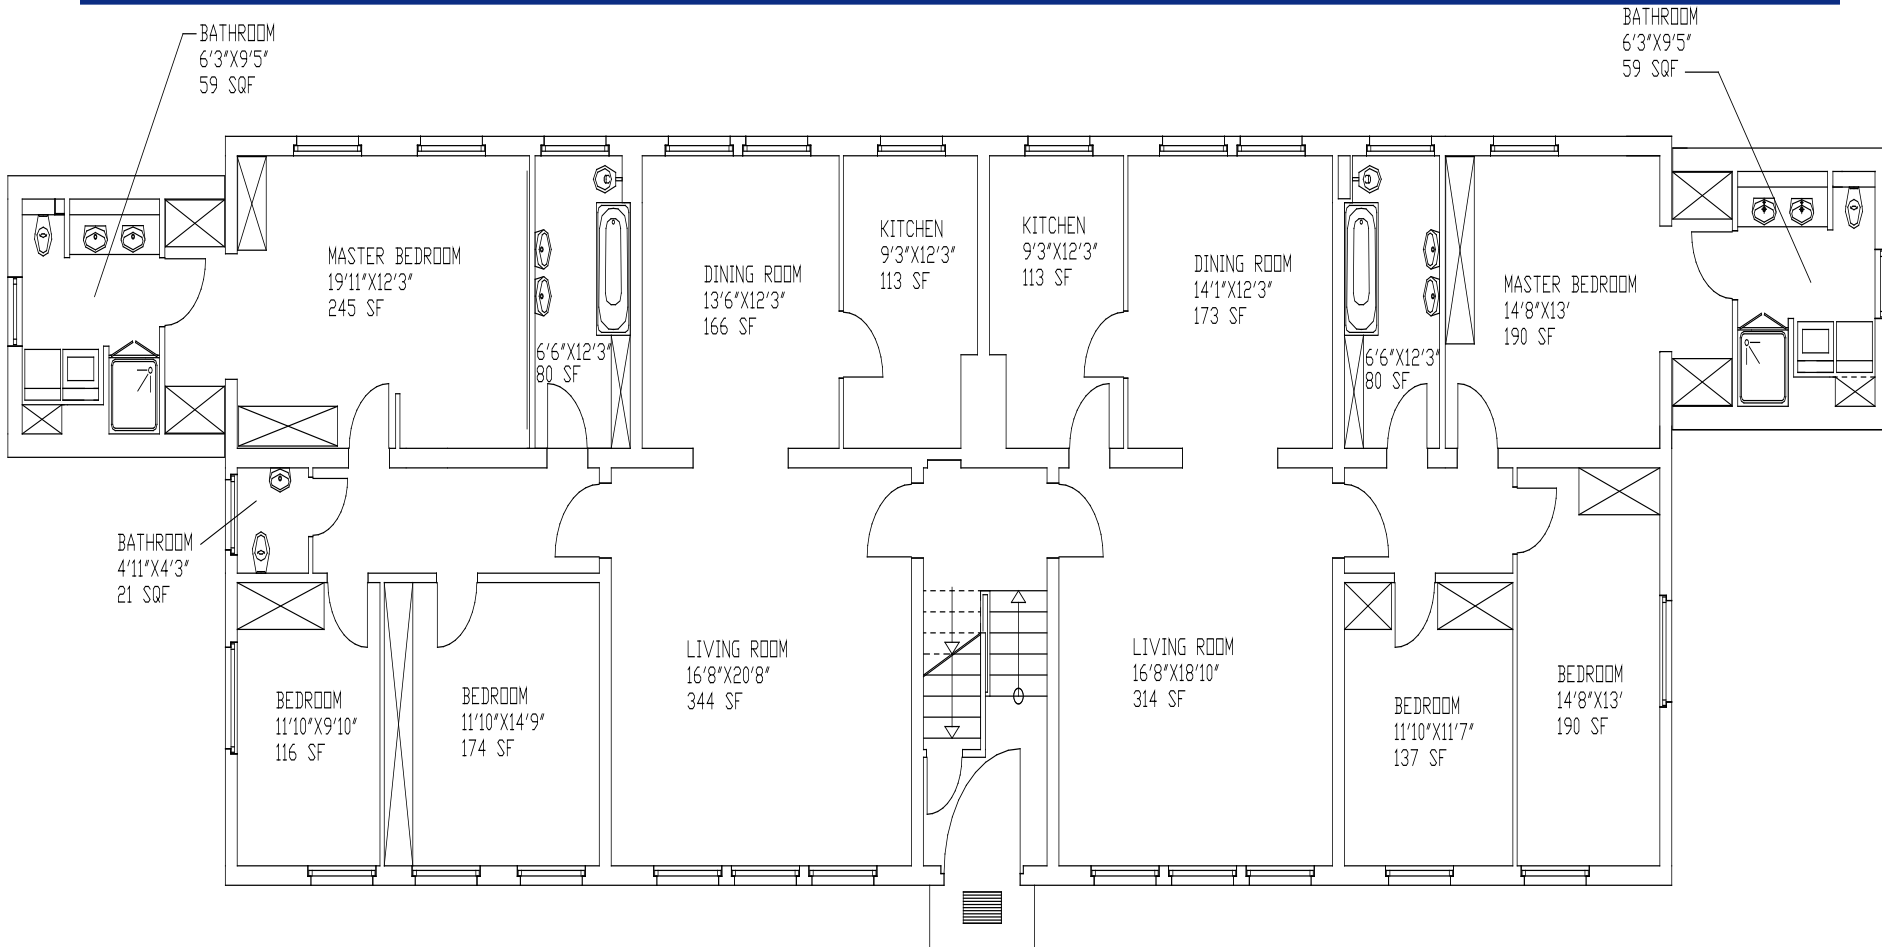 BATHROOM
6'3"X9'5"
59 SQF
BATHROOM
6'3"X9'5"
59 SQF
MASTER BEDROOM
19'11"X12'3"
245 SF
6'6"X12'3"
80 SF
DINING ROOM
13'6"X12'3"
166 SF
KITCHEN
9'3"X12'3"
113 SF
KITCHEN
9'3"X12'3"
113 SF
DINING ROOM
14'1"X12'3"
173 SF
6'6"X12'3"
80 SF
MASTER BEDROOM
14'8"X13'
190 SF
BATHROOM
4'11"X4'3"
21 SQF
BEDROOM
11'10"X9'10"
116 SF
BEDROOM
11'10"X14'9"
174 SF
LIVING ROOM
16'8"X20'8"
344 SF
LIVING ROOM
16'8"X18'10"
314 SF
BEDROOM
11'10"X11'7"
137 SF
BEDROOM
14'8"X13'
190 SF